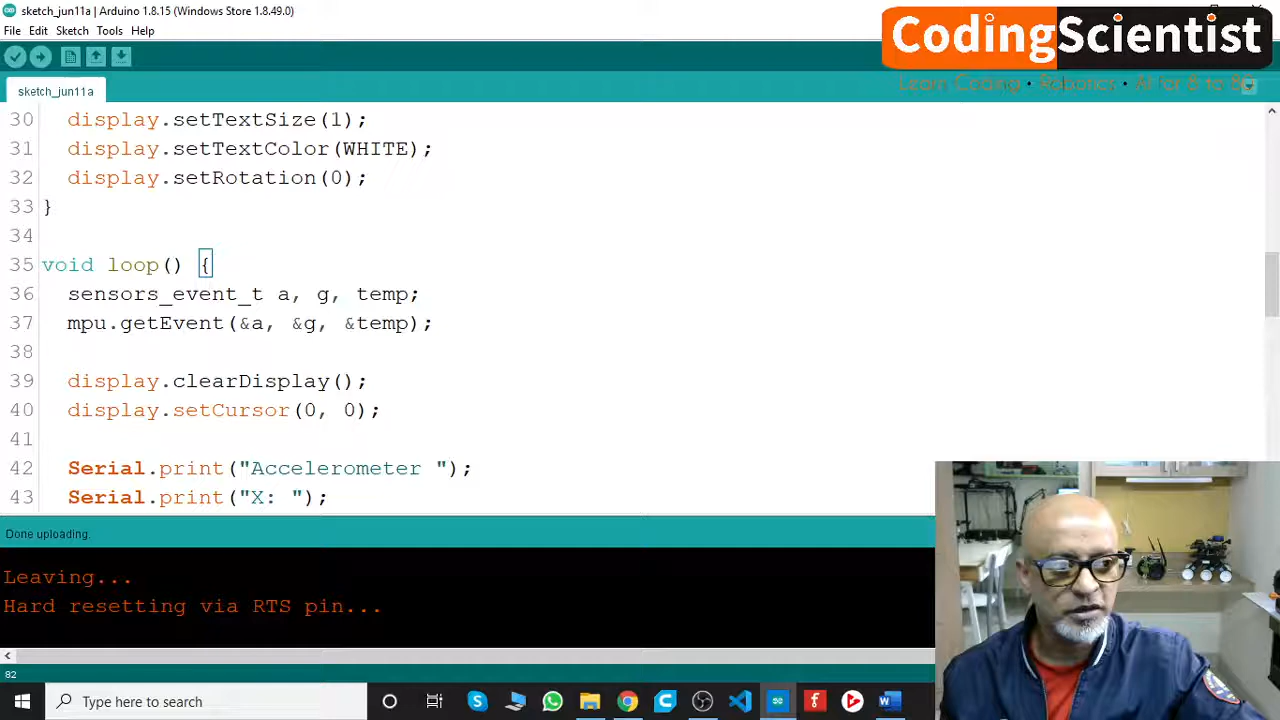 sketch_jun11a | Arduino 1.8.15 (Windows Store 1.8.49.0)
File Edit Sketch Tools Help
CodingScientist
Learn Coding • Robotics • AI for 8 to 86
sketch_jun11a
30 display.setTextSize(1);
31 display.setTextColor(WHITE);
32 display.setRotation(0);
33 }
34
35 void loop() {
36 sensors_event_t a, g, temp;
37 mpu.getEvent(&a, &g, &temp);
38
39 display.clearDisplay();
40 display.setCursor(0, 0);
41
42 Serial.print("Accelerometer ");
43 Serial.print("X: ");
Done uploading.
Leaving...
Hard resetting via RTS pin...
82
Type here to search